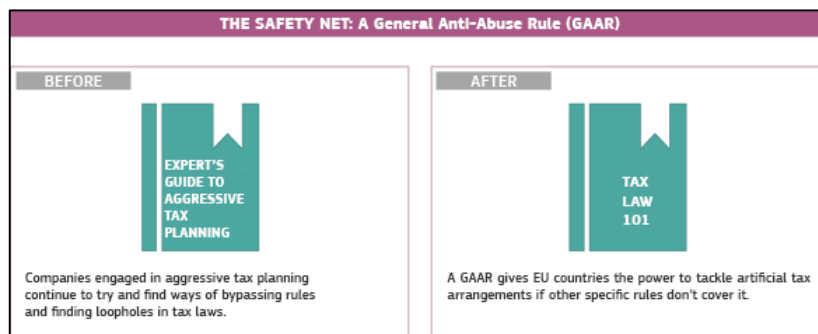 THE SAFETY NET: A General Anti-Abuse Rule (GAAR)
BEFORE
EXPERT'S
GUIDE TO
AGGRESSIVE
TAX
PLANNING
Companies engaged in aggressive tax planning
continue to try and find ways of bypassing rules
and finding loopholes in tax laws.
AFTER
TAX
LAW
101
A GAAR gives EU countries the power to tackle artificial tax
arrangements if other specific rules don't cover it.